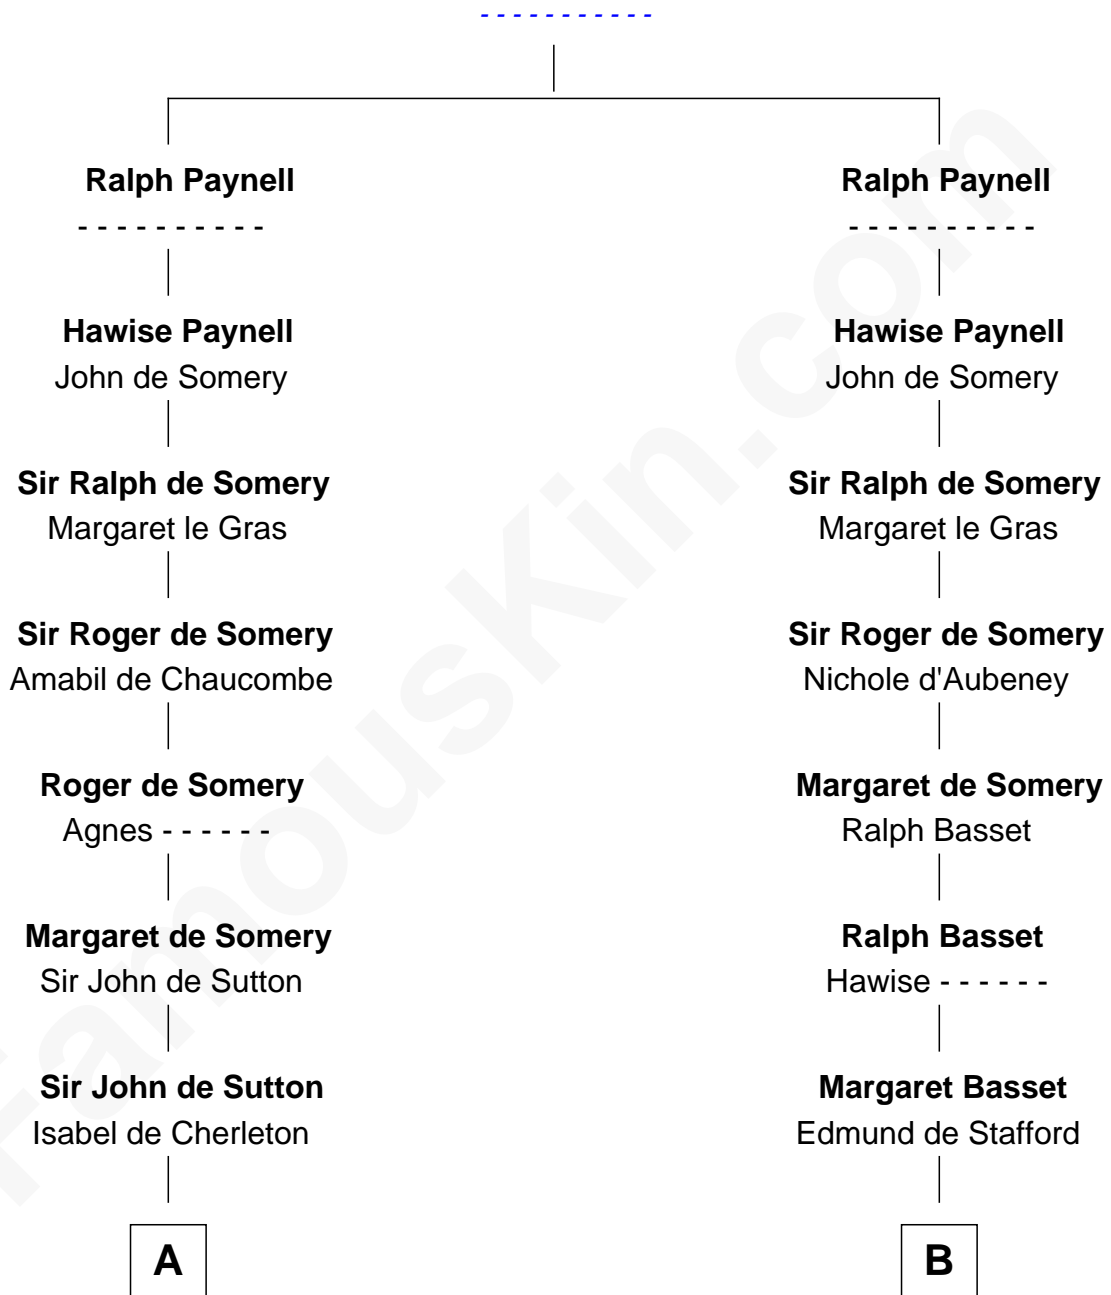 - - - - - - - - - - -
Ralph Paynell
- - - - - - - - - -
Hawise Paynell
John de Somery
Sir Ralph de Somery
Margaret le Gras
Sir Roger de Somery
Amabil de Chaucombe
Roger de Somery
Agnes - - - - - -
Margaret de Somery
Sir John de Sutton
Sir John de Sutton
Isabel de Cherleton
A
Ralph Paynell
- - - - - - - - - -
Hawise Paynell
John de Somery
Sir Ralph de Somery
Margaret le Gras
Sir Roger de Somery
Nichole d'Aubeney
Margaret de Somery
Ralph Basset
Ralph Basset
Hawise - - - - - -
Margaret Basset
Edmund de Stafford
B
FamousKin.com